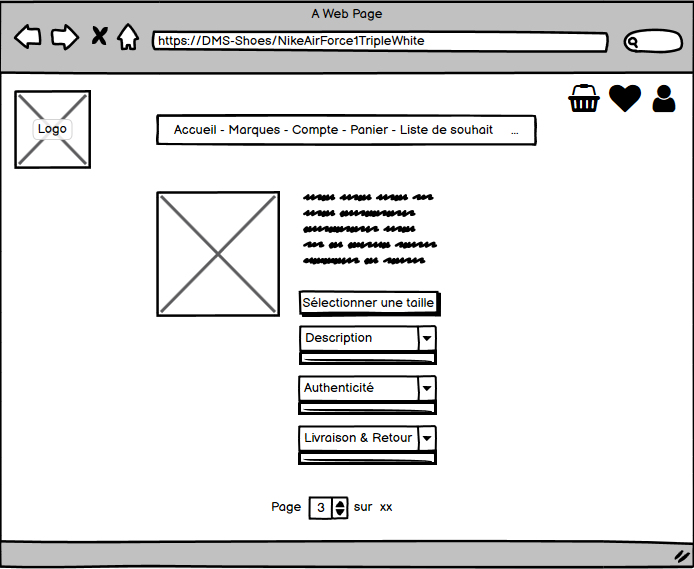 A Web Page
https://DMS-Shoes/NikeAirForce1TripleWhite
Logo
Accueil - Marques - Compte - Panier - Liste de souhait ...
Sélectionner une taille
Description
Authenticité
Livraison & Retour
Page 3 sur xx